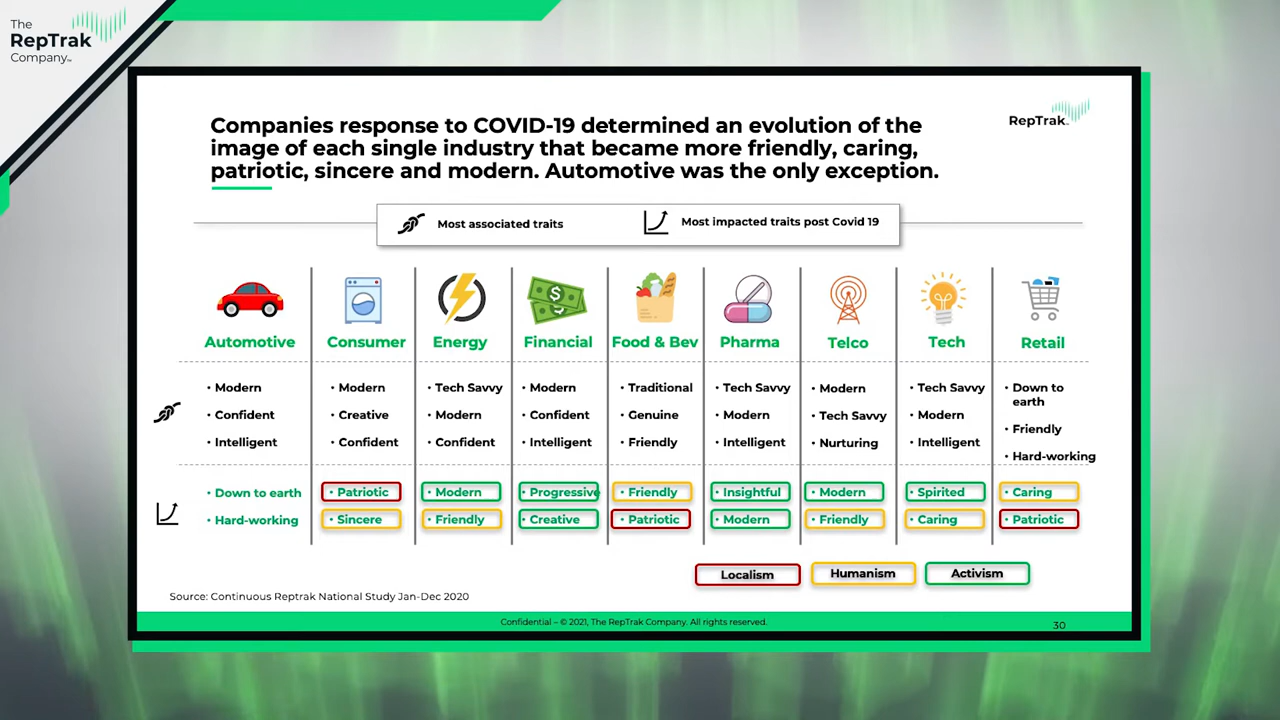 The
RepTrak
Company™
Companies response to COVID-19 determined an evolution of the
image of each single industry that became more friendly, caring,
patriotic, sincere and modern. Automotive was the only exception.
RepTrak™
Most associated traits
Most impacted traits post Covid 19
Automotive
Consumer
Energy
Financial
Food & Bev
Pharma
Telco
Tech
Retail
• Modern
• Confident
• Intelligent
• Modern
• Creative
• Confident
• Tech Savvy
• Modern
• Confident
• Modern
• Confident
• Intelligent
• Traditional
• Genuine
• Friendly
• Tech Savvy
• Modern
• Intelligent
• Modern
• Tech Savvy
• Nurturing
• Tech Savvy
• Modern
• Intelligent
• Down to
earth
• Friendly
• Hard-working
• Down to earth
• Hard-working
• Patriotic
• Sincere
• Modern
• Friendly
• Progressive
• Creative
• Friendly
• Patriotic
• Insightful
• Modern
• Modern
• Friendly
• Spirited
• Caring
• Caring
• Patriotic
Localism
Humanism
Activism
Source: Continuous Reptrak National Study Jan-Dec 2020
Confidential – © 2021, The RepTrak Company. All rights reserved.
30